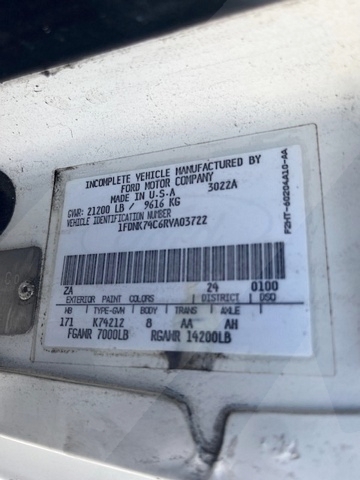 INCOMPLETE VEHICLE MANUFACTURED BY
FORD MOTOR COMPANY
MADE IN U.S.A 3022A
GVWR: 21200 LB / 9616 KG
VEHICLE IDENTIFICATION NUMBER
1FDNK74C6RVA03722
F2HT-60204A10-AA
ZA 24 0100
EXTERIOR PAINT COLORS DISTRICT DSO
WB TYPE-GVW BODY TRANS AXLE
171 K74212 8 AA AH
FGAWR 7000LB RGAWR 14200LB